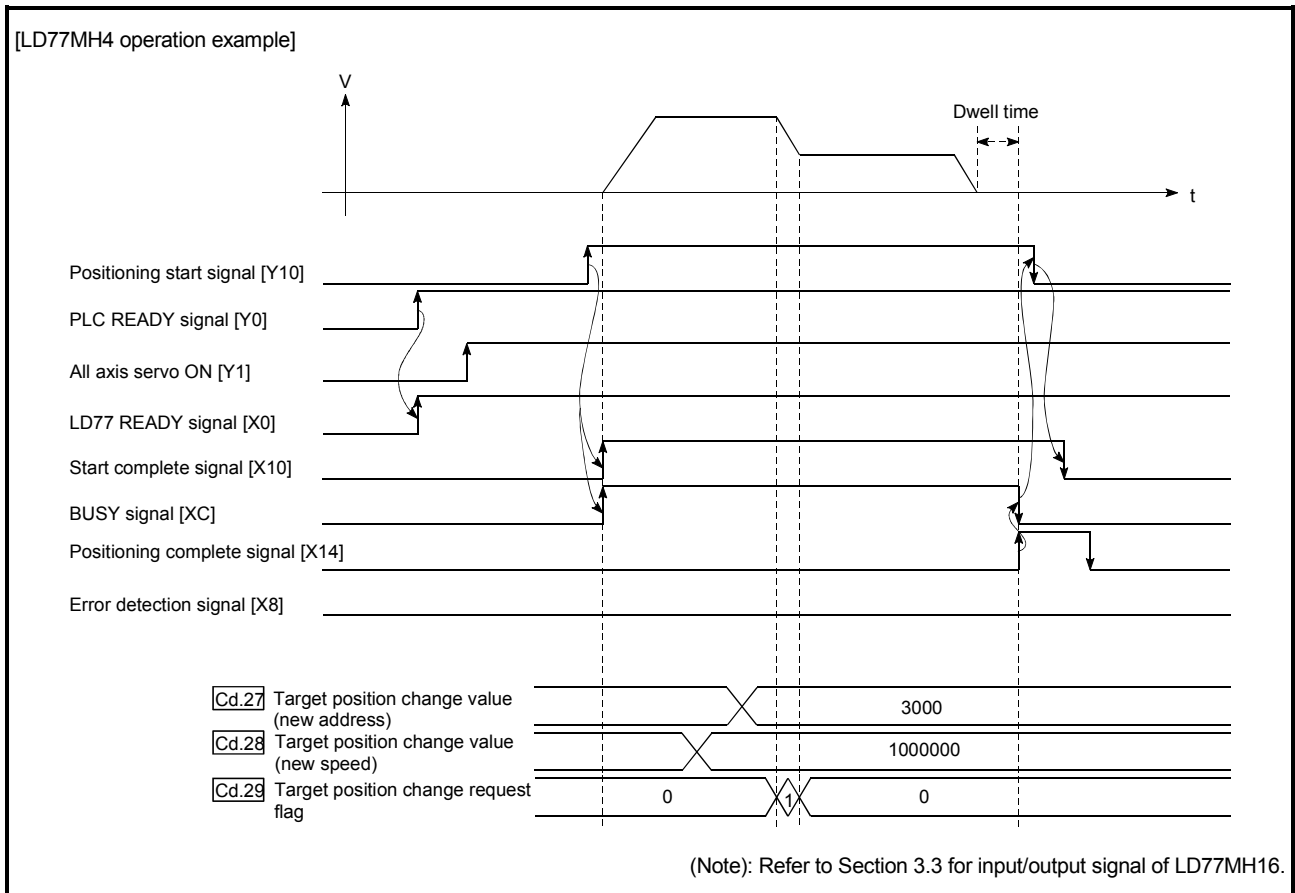 [LD77MH4 operation example]
V
Dwell time
t
Positioning start signal [Y10]
PLC READY signal [Y0]
All axis servo ON [Y1]
LD77 READY signal [X0]
Start complete signal [X10]
BUSY signal [XC]
Positioning complete signal [X14]
Error detection signal [X8]
Cd.27 Target position change value
(new address)
3000
Cd.28 Target position change value
(new speed)
1000000
Cd.29 Target position change request
flag
0 1 0
(Note): Refer to Section 3.3 for input/output signal of LD77MH16.